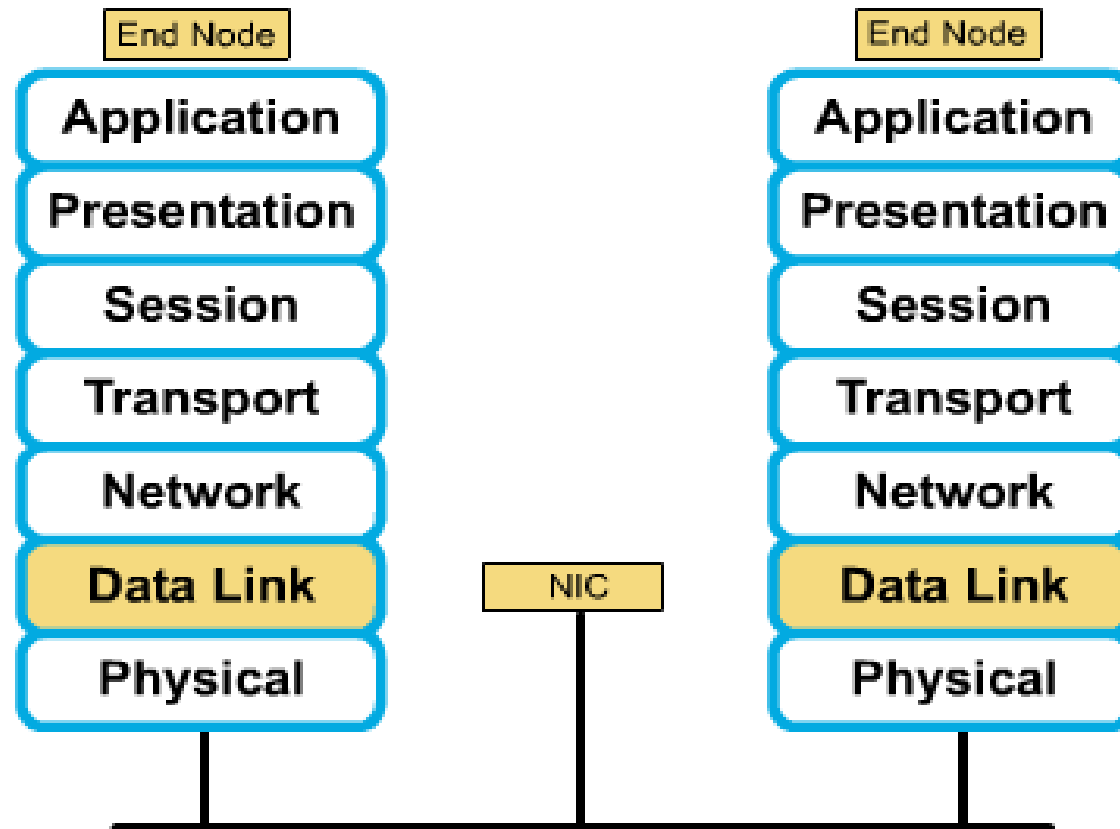 End Node
Application
Presentation
Session
Transport
Network
Data Link
Physical
NIC
End Node
Application
Presentation
Session
Transport
Network
Data Link
Physical